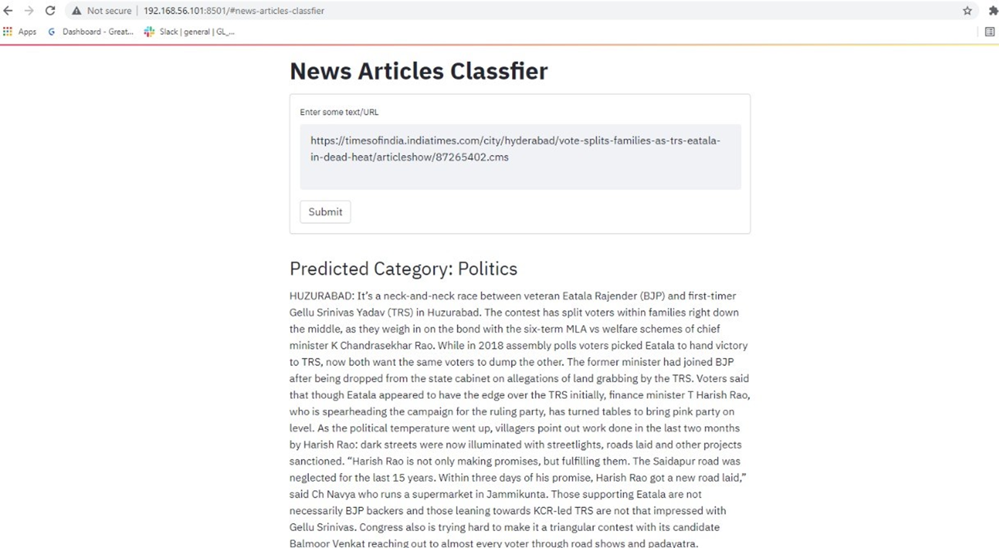 Not secure | 192.168.56.101:8501/#news-articles-classfier
Apps G Dashboard - Great... Slack | general | GL_...
News Articles Classfier
Enter some text/URL
https://timesofindia.indiatimes.com/city/hyderabad/vote-splits-families-as-trs-eatala-
in-dead-heat/articleshow/87265402.cms
Submit
Predicted Category: Politics
HUZURABAD: It’s a neck-and-neck race between veteran Eatala Rajender (BJP) and first-timer
Gellu Srinivas Yadav (TRS) in Huzurabad. The contest has split voters within families right down
the middle, as they weigh in on the bond with the six-term MLA vs welfare schemes of chief
minister K Chandrasekhar Rao. While in 2018 assembly polls voters picked Eatala to hand victory
to TRS, now both want the same voters to dump the other. The former minister had joined BJP
after being dropped from the state cabinet on allegations of land grabbing by the TRS. Voters said
that though Eatala appeared to have the edge over the TRS initially, finance minister T Harish Rao,
who is spearheading the campaign for the ruling party, has turned tables to bring pink party on
level. As the political temperature went up, villagers point out work done in the last two months
by Harish Rao: dark streets were now illuminated with streetlights, roads laid and other projects
sanctioned. “Harish Rao is not only making promises, but fulfilling them. The Saidapur road was
neglected for the last 15 years. Within three days of his promise, Harish Rao got a new road laid,”
said Ch Navya who runs a supermarket in Jammikunta. Those supporting Eatala are not
necessarily BJP backers and those leaning towards KCR-led TRS are not that impressed with
Gellu Srinivas. Congress also is trying hard to make it a triangular contest with its candidate
Balmoor Venkat reaching out to almost every voter through road shows and padayatra.